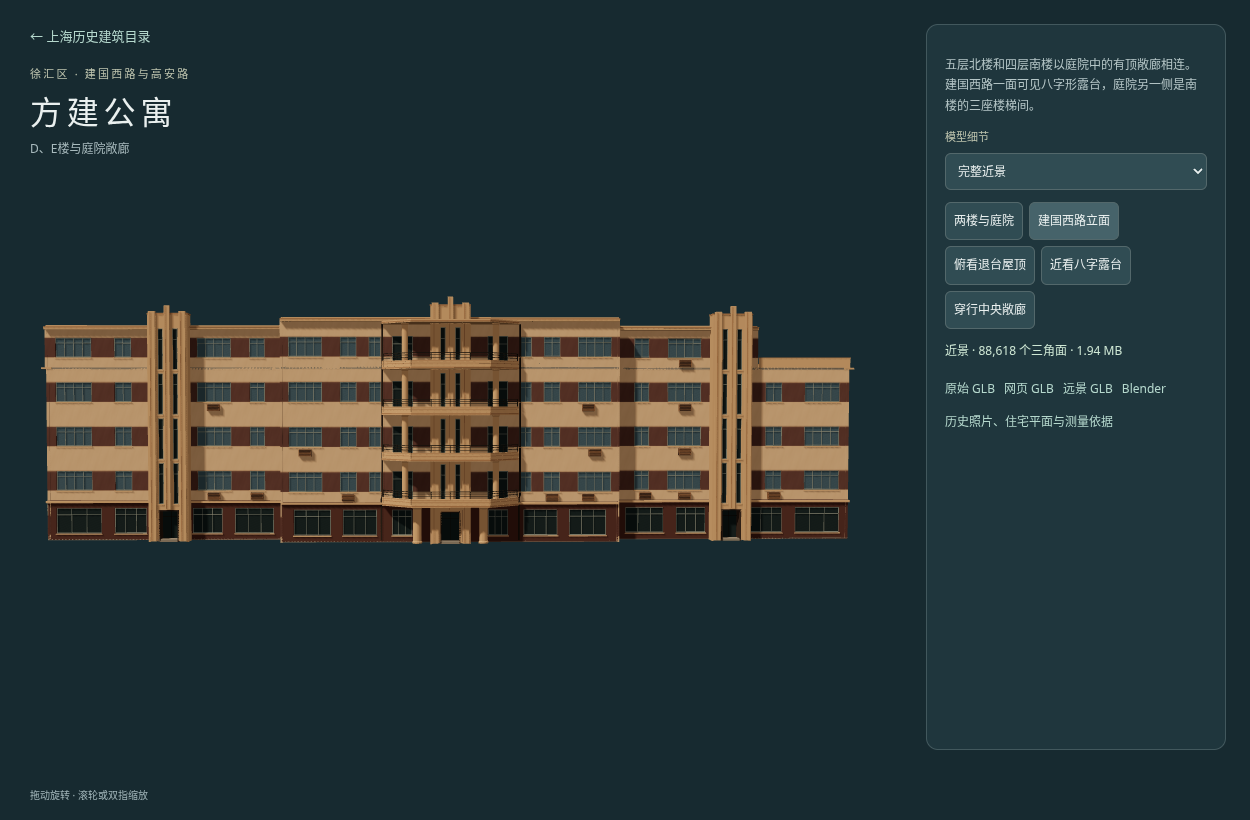 ← 上海历史建筑目录
徐汇区 · 建国西路与高安路
方建公寓
D、E楼与庭院敞廊
五层北楼和四层南楼以庭院中的有顶敞廊相连。
建国西路一面可见八字形露台，庭院另一侧是南
楼的三座楼梯间。
模型细节
完整近景
两楼与庭院 建国西路立面
俯看退台屋顶 近看八字露台
穿行中央敞廊
近景 · 88,618 个三角面 · 1.94 MB
原始 GLB 网页 GLB 远景 GLB Blender
历史照片、住宅平面与测量依据
拖动旋转 · 滚轮或双指缩放